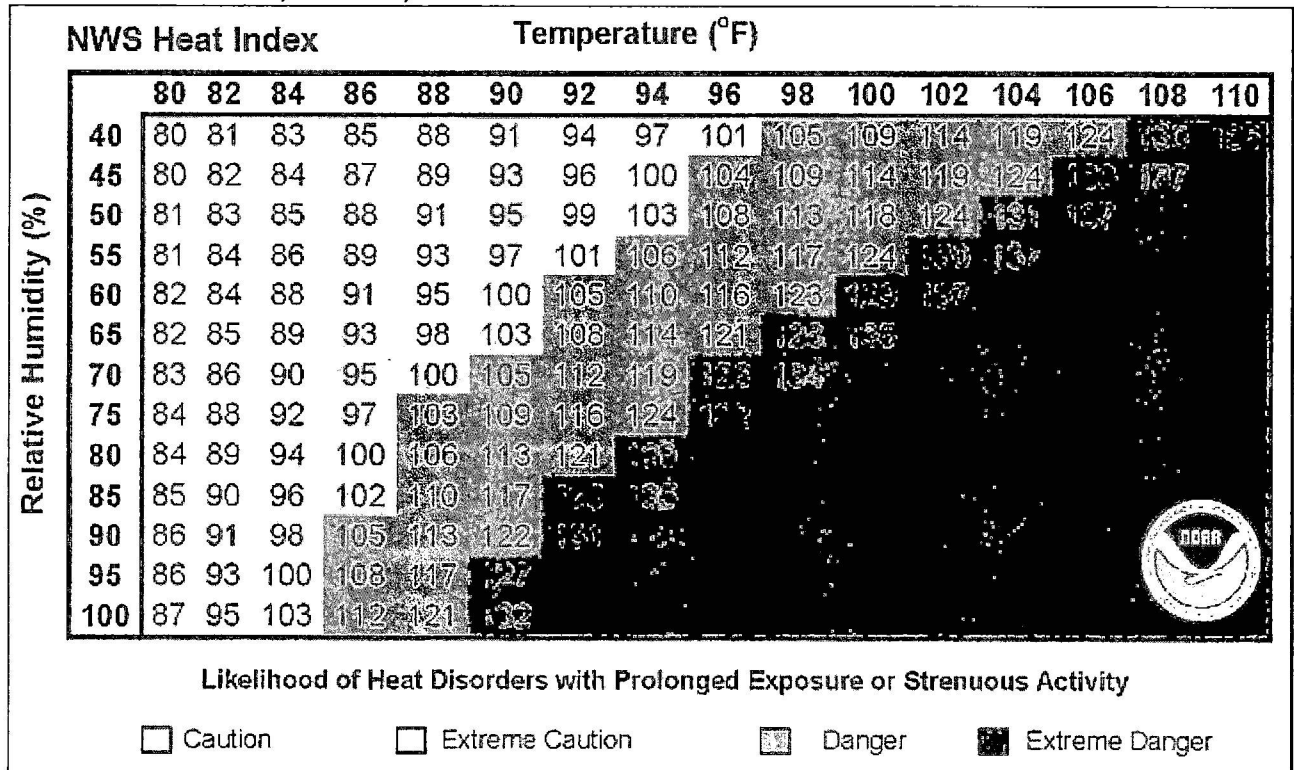 NWS Heat Index Temperature (°F)
80 82 84 86 88 90 92 94 96 98 100 102 104 106 108 110
Relative Humidity (%)
40 80 81 83 85 88 91 94 97 101 105 109 114 119 124
45 80 82 84 87 89 93 96 100 104 109 114 119 124
50 81 83 85 88 91 95 99 103 108 113 118 124 131 137
55 81 84 86 89 93 97 101 106 112 117 124
60 82 84 88 91 95 100 105 110 116 123
65 82 85 89 93 98 103 108 114 121
70 83 86 90 95 100 105 112 119
75 84 88 92 97 103 109 116 124
80 84 89 94 100 106 113 121
85 85 90 96 102 110 117
90 86 91 98 105 113 122
95 86 93 100 108 117
100 87 95 103 112 121 132
NOAA
Likelihood of Heat Disorders with Prolonged Exposure or Strenuous Activity
Caution Extreme Caution Danger Extreme Danger